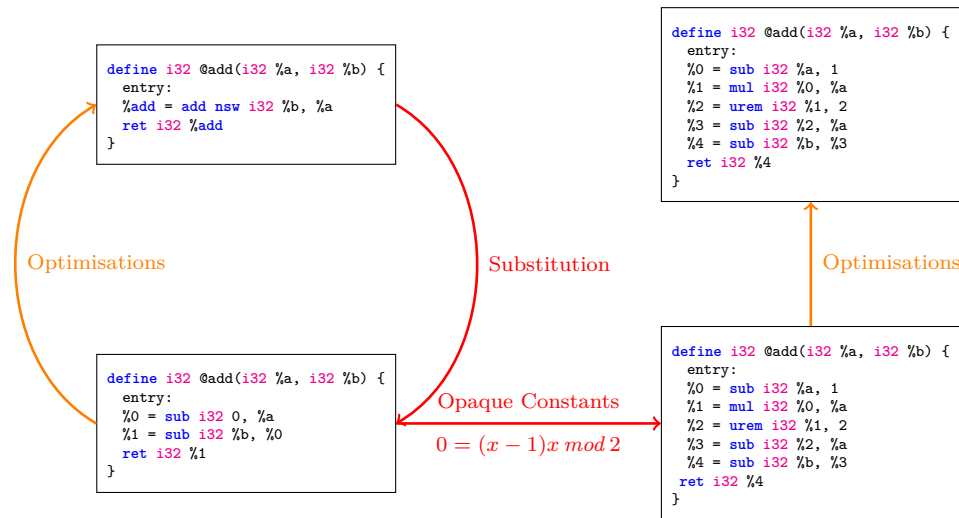 define i32 @add(i32 %a, i32 %b) {
entry:
%add = add nsw i32 %b, %a
ret i32 %add
}
define i32 @add(i32 %a, i32 %b) {
entry:
%0 = sub i32 %a, 1
%1 = mul i32 %0, %a
%2 = urem i32 %1, 2
%3 = sub i32 %2, %a
%4 = sub i32 %b, %3
ret i32 %4
}
Optimisations
Substitution
Optimisations
define i32 @add(i32 %a, i32 %b) {
entry:
%0 = sub i32 0, %a
%1 = sub i32 %b, %0
ret i32 %1
}
Opaque Constants
0 = (x − 1)x mod 2
define i32 @add(i32 %a, i32 %b) {
entry:
%0 = sub i32 %a, 1
%1 = mul i32 %0, %a
%2 = urem i32 %1, 2
%3 = sub i32 %2, %a
%4 = sub i32 %b, %3
ret i32 %4
}